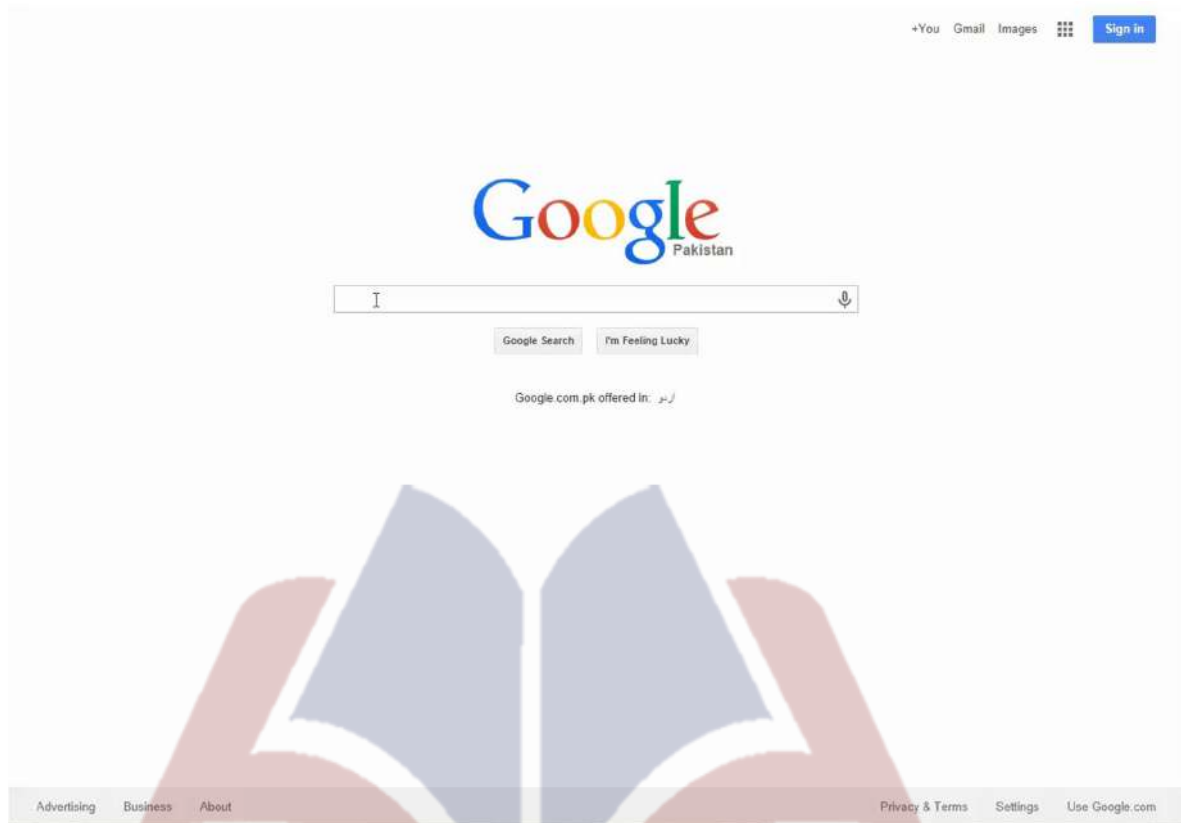 +You Gmail Images Sign in
Google
Pakistan
Google Search I'm Feeling Lucky
Google.com.pk offered in: اردو
Advertising Business About Privacy & Terms Settings Use Google.com